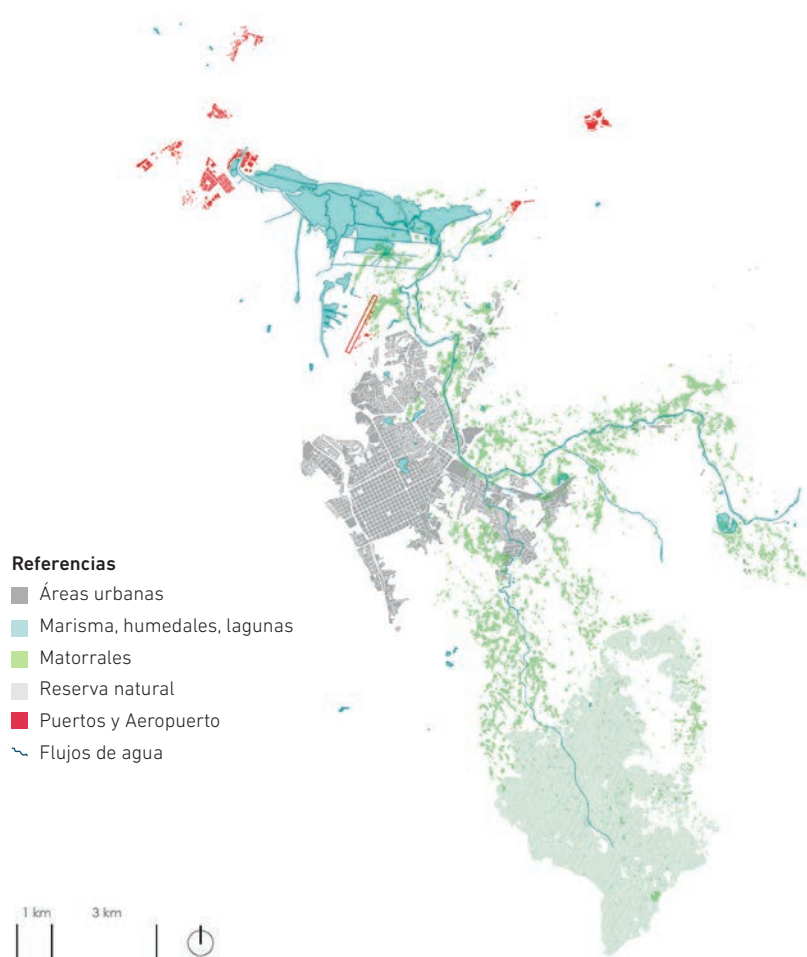 Referencias
Áreas urbanas
Marisma, humedales, lagunas
Matorrales
Reserva natural
Puertos y Aeropuerto
Flujos de agua
1 km 3 km